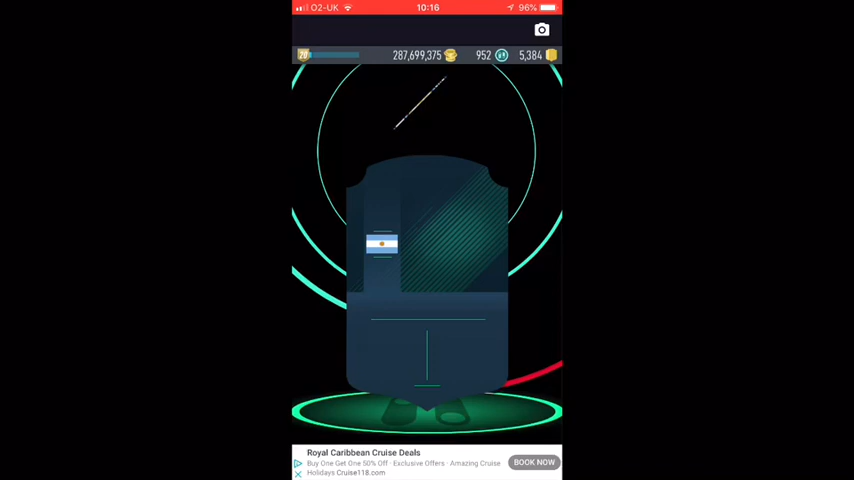 O2-UK
10:16
96%
79
287,699,375
952
5,384
Royal Caribbean Cruise Deals
Buy One Get One 50% Off · Exclusive Offers · Amazing Cruise
Holidays Cruise118.com
BOOK NOW